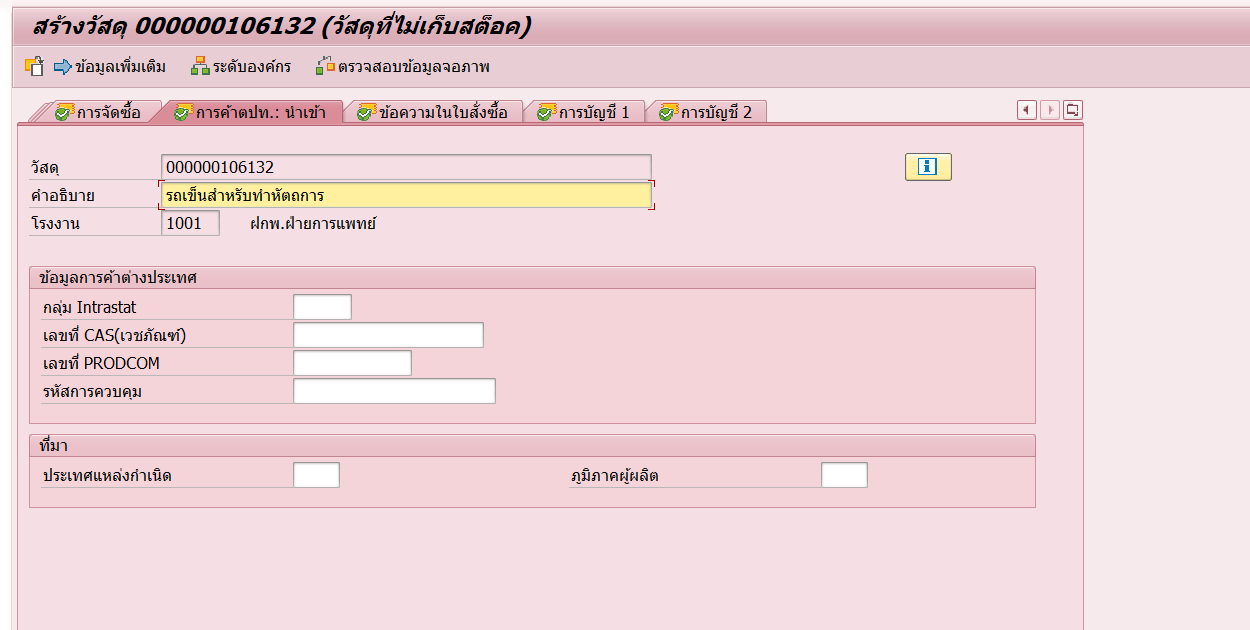 สร้างวัสดุ 000000106132 (วัสดุที่ไม่เก็บสต็อค)
ข้อมูลเพิ่มเติม ระดับองค์กร ตรวจสอบข้อมูลจอภาพ
การจัดซื้อ การค้าตปท.: นำเข้า ข้อความในใบสั่งซื้อ การบัญชี 1 การบัญชี 2
วัสดุ 000000106132
คำอธิบาย รถเข็นสำหรับทำหัตถการ
โรงงาน 1001 ฝกพ.ฝ่ายการแพทย์
ข้อมูลการค้าต่างประเทศ
กลุ่ม Intrastat
เลขที่ CAS(เวชภัณฑ์)
เลขที่ PRODCOM
รหัสการควบคุม
ที่มา
ประเทศแหล่งกำเนิด ภูมิภาคผู้ผลิต